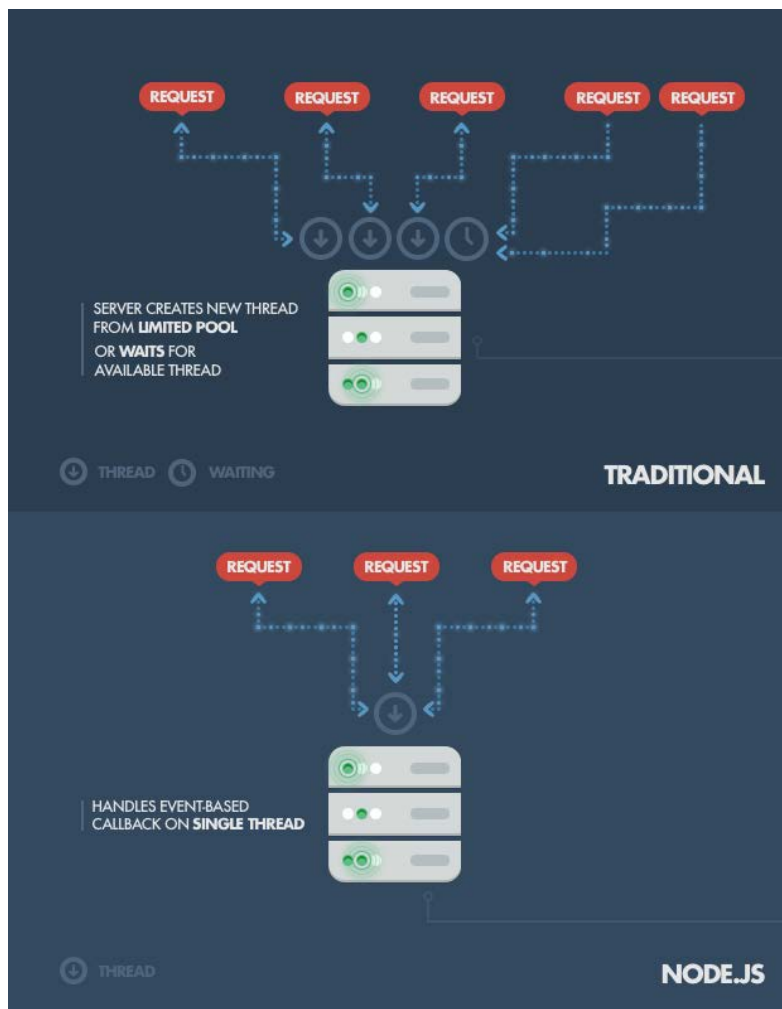 REQUEST
REQUEST
REQUEST
REQUEST
REQUEST
SERVER CREATES NEW THREAD
FROM LIMITED POOL
OR WAITS FOR
AVAILABLE THREAD
THREAD
WAITING
TRADITIONAL
REQUEST
REQUEST
REQUEST
HANDLES EVENT-BASED
CALLBACK ON SINGLE THREAD
THREAD
NODE.JS